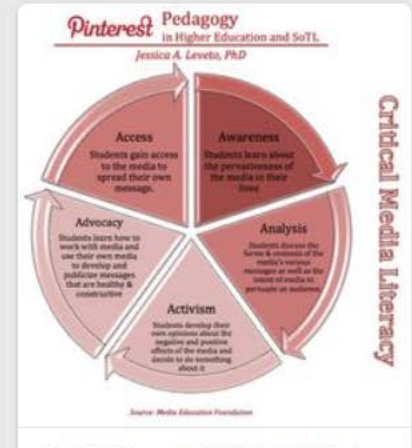 Pinterest Pedagogy
in Higher Education and SoTL
Jessica A. Leveto, PhD
Access
Students gain access
to the media to
spread their own
message.
Awareness
Students learn about
the pervasiveness of
the media in their
lives
Analysis
Students discuss the
forms & contents of the
media's various
messages as well as the
intent of media to
persuade an audience.
Activism
Students develop their
own opinions about the
negative and positive
effects of the media and
decide to do something
about it
Advocacy
Students learn how to
work with media and
use their own media
to develop and
publicize messages
that are healthy &
constructive
Critical Media Literacy
Source: Media Education Foundation